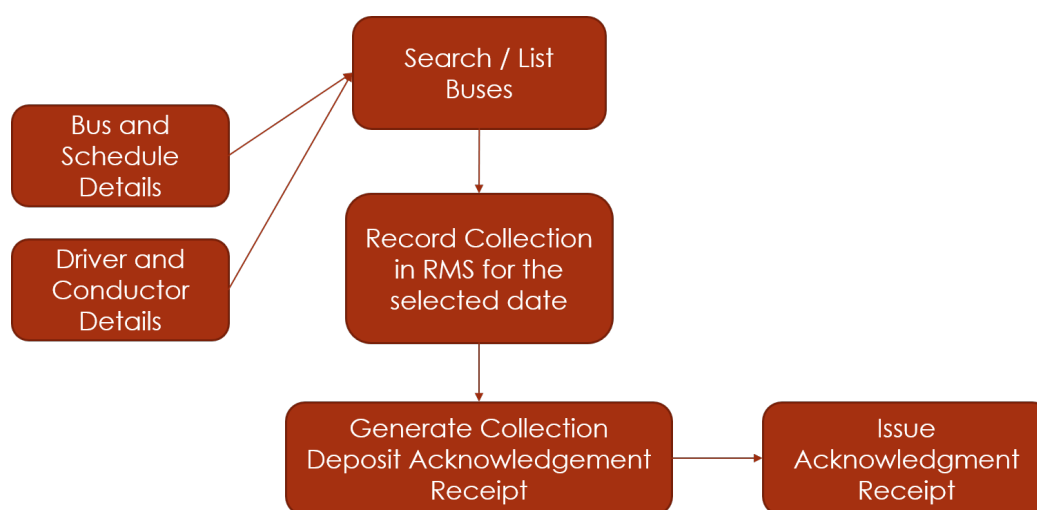 Search / List
Buses
Bus and
Schedule
Details
Driver and
Conductor
Details
Record Collection
in RMS for the
selected date
Generate Collection
Deposit Acknowledgement
Receipt
Issue
Acknowledgment
Receipt